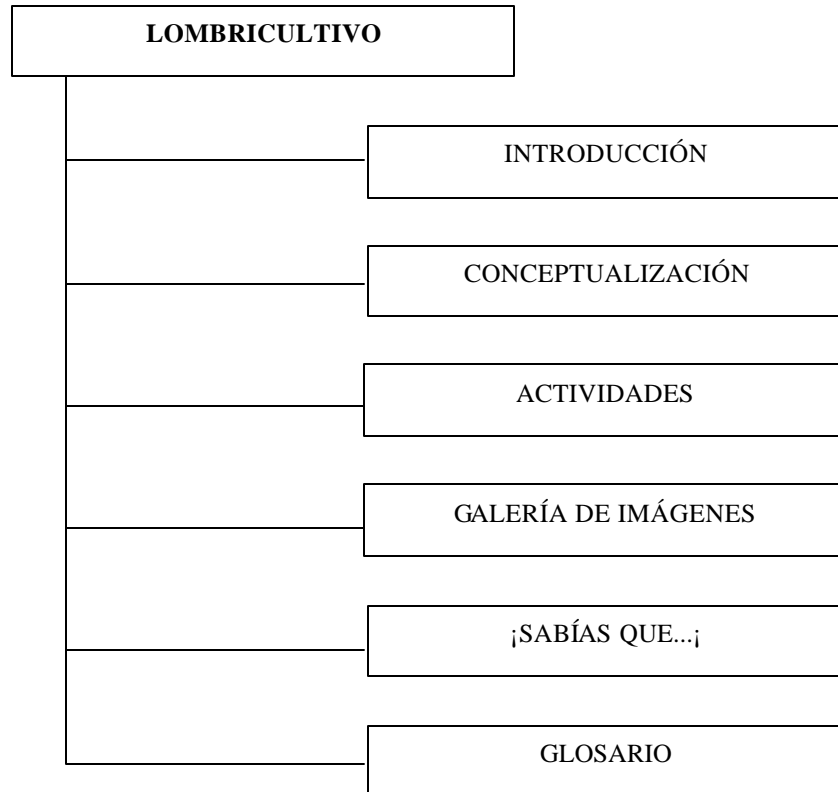 LOMBRICULTIVO
INTRODUCCIÓN
CONCEPTUALIZACIÓN
ACTIVIDADES
GALERÍA DE IMÁGENES
¡SABÍAS QUE...¡
GLOSARIO